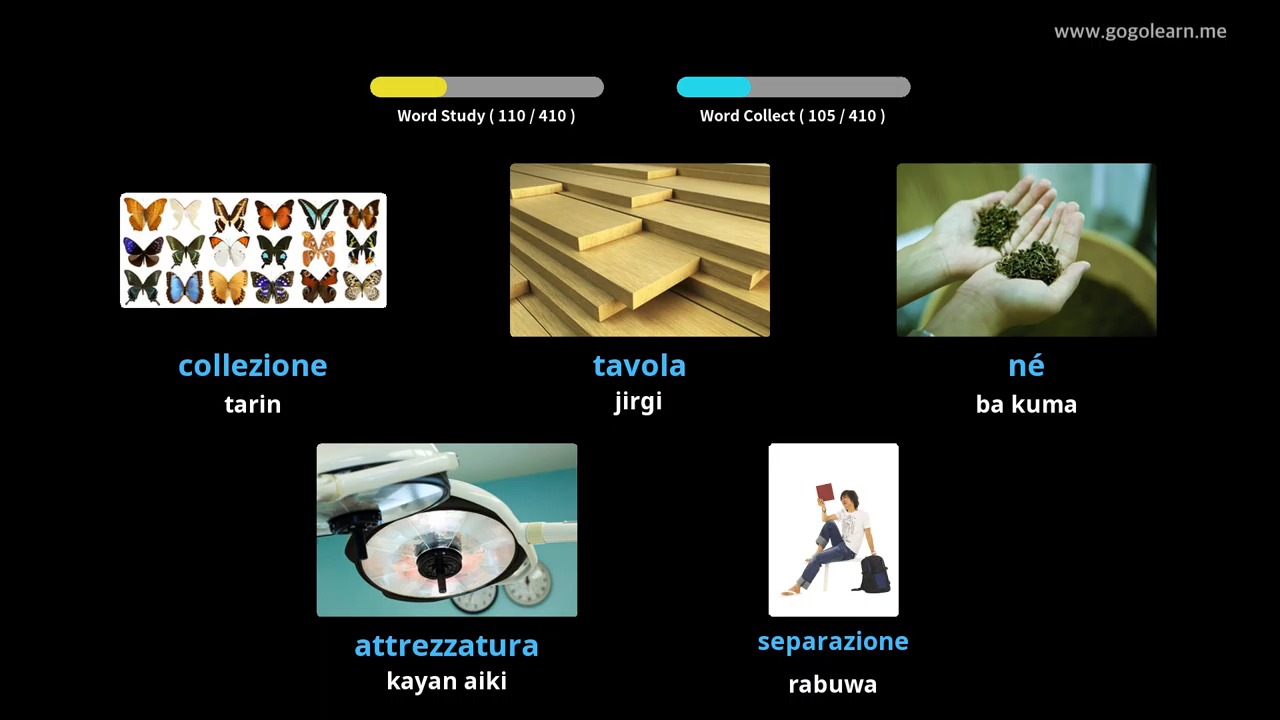 www.gogolearn.me
Word Study ( 110 / 410 )
Word Collect ( 105 / 410 )
collezione
tarin
tavola
jirgi
né
ba kuma
attrezzatura
kayan aiki
separazione
rabuwa